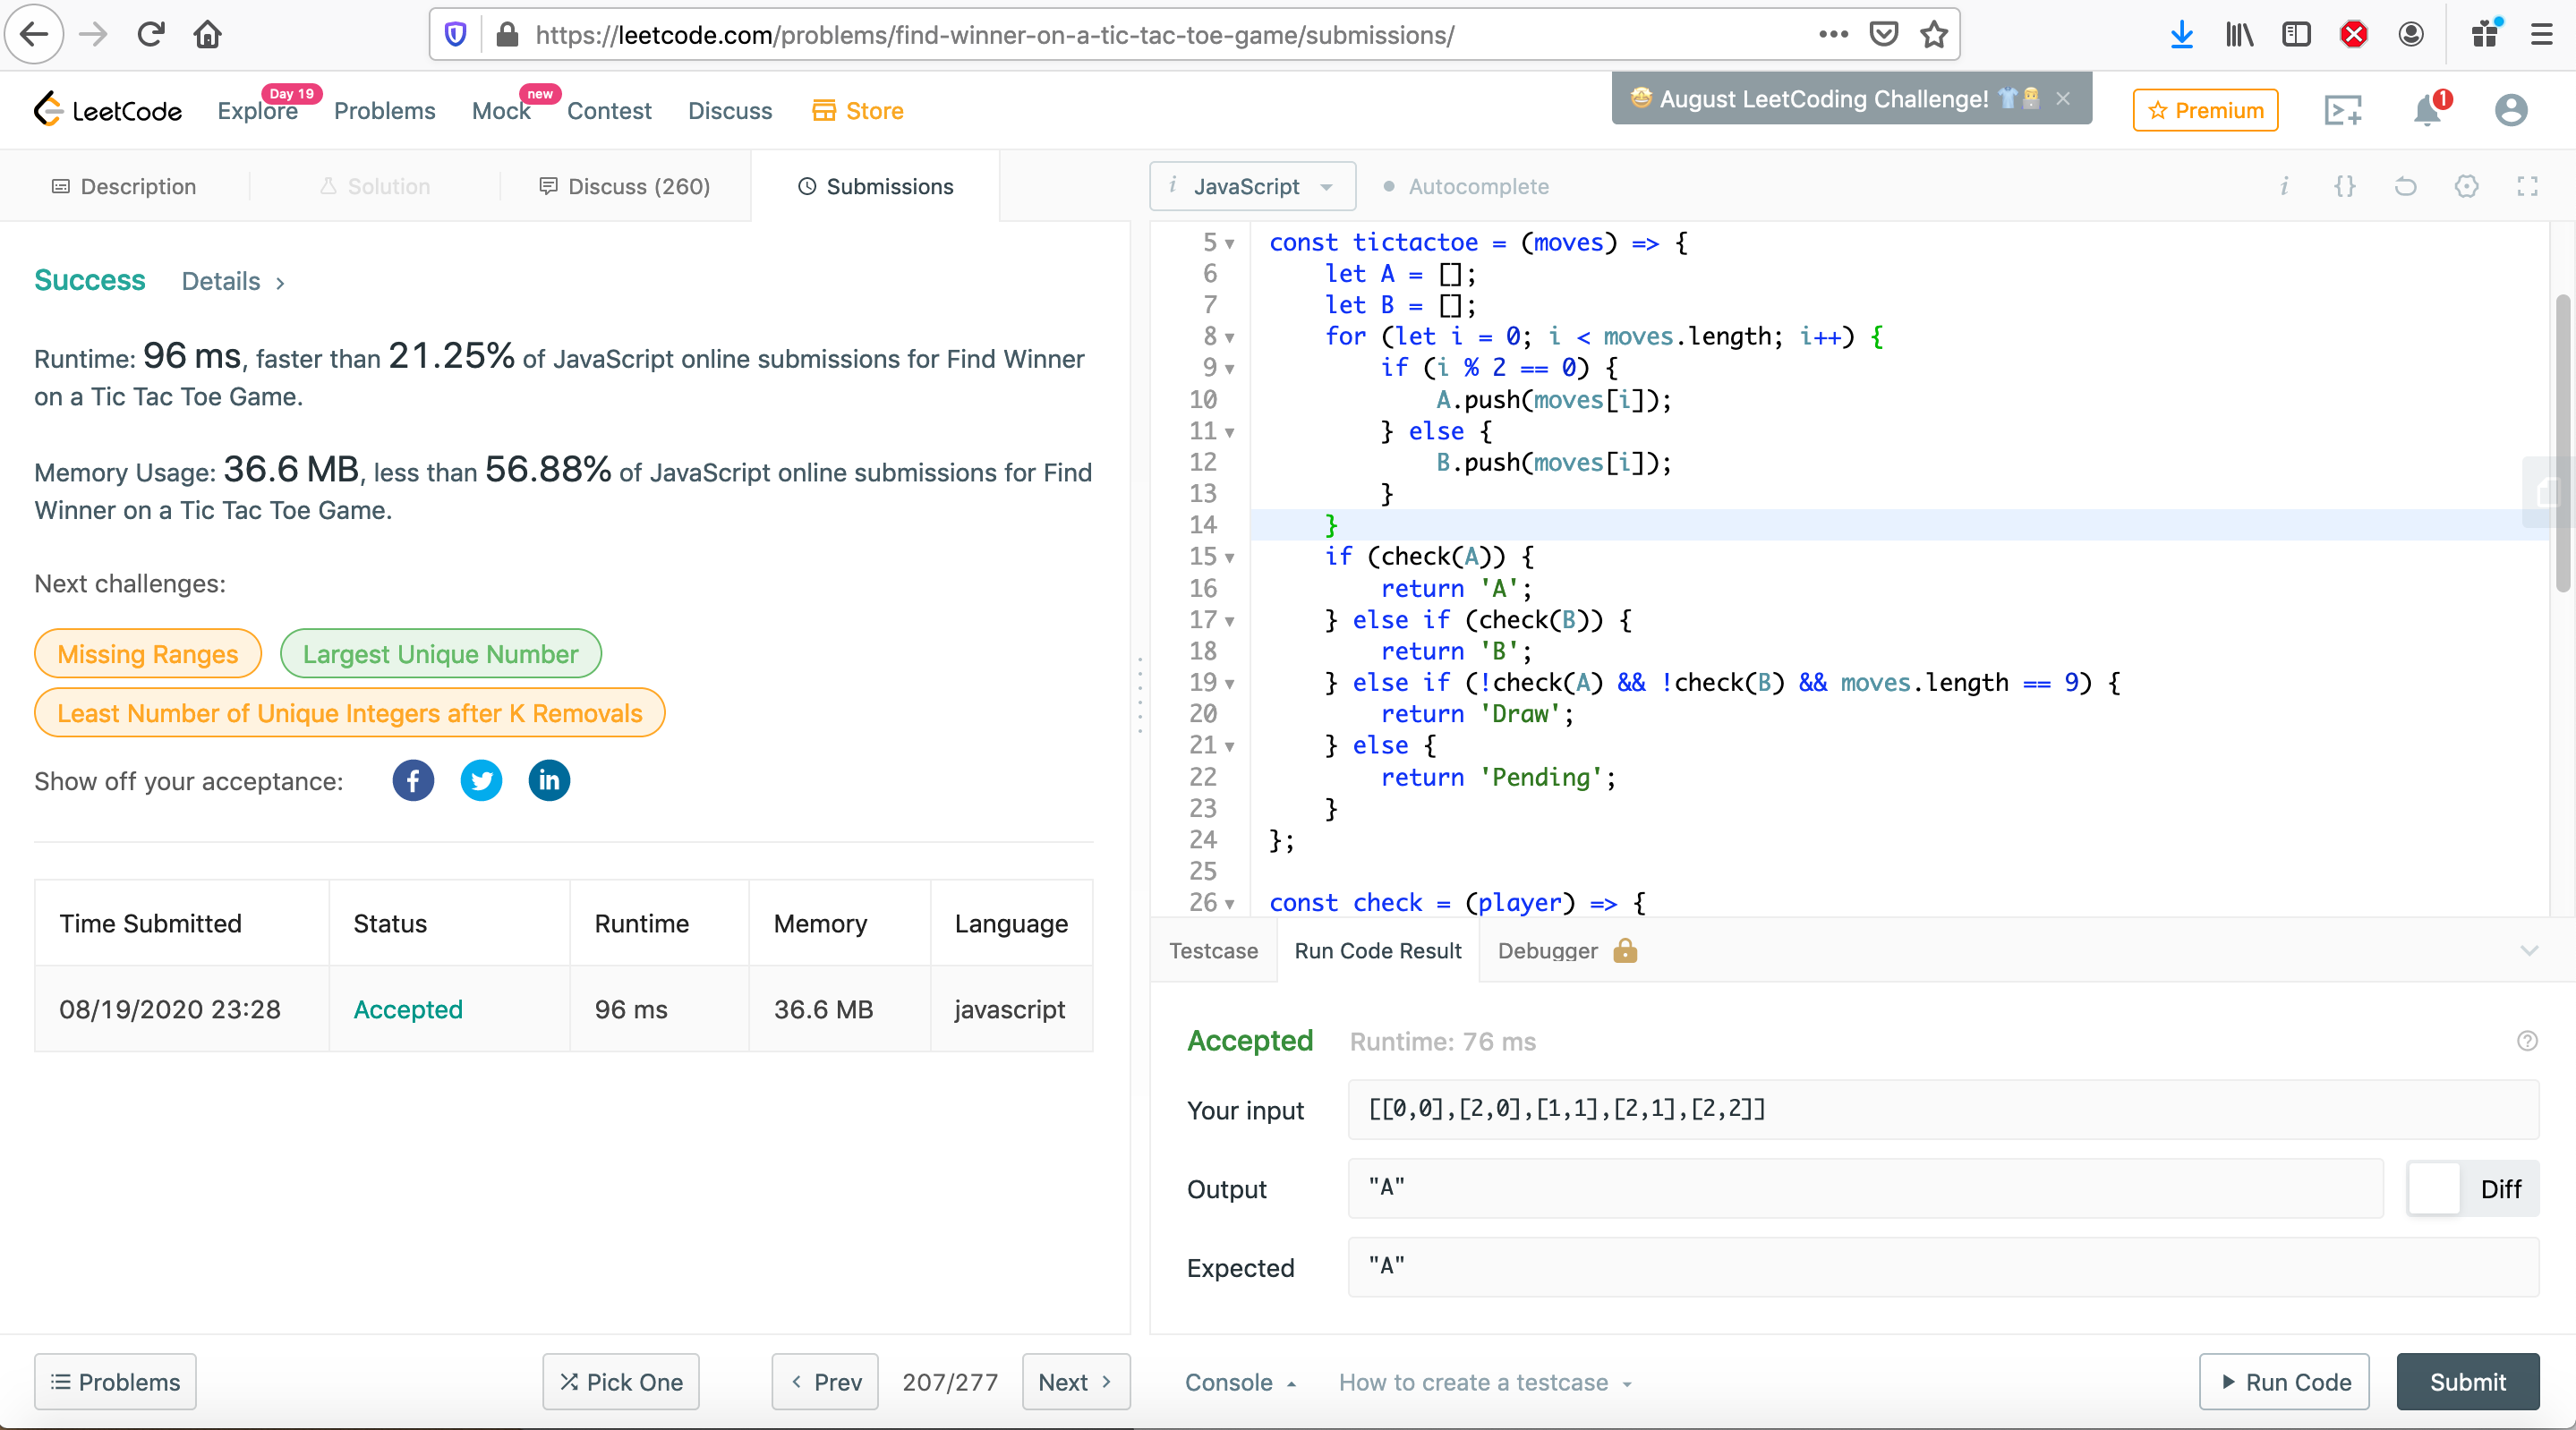 https://leetcode.com/problems/find-winner-on-a-tic-tac-toe-game/submissions/
LeetCode
Explore
Day 19
Problems
Mock
new
Contest
Discuss
Store
🤩 August LeetCoding Challenge!
Premium
1
Description
Solution
Discuss (260)
Submissions
Success
Details >
Runtime: 96 ms, faster than 21.25% of JavaScript online submissions for Find Winner
on a Tic Tac Toe Game.
Memory Usage: 36.6 MB, less than 56.88% of JavaScript online submissions for Find
Winner on a Tic Tac Toe Game.
Next challenges:
Missing Ranges
Largest Unique Number
Least Number of Unique Integers after K Removals
Show off your acceptance:
f
in
Time Submitted Status Runtime Memory Language
08/19/2020 23:28 Accepted 96 ms 36.6 MB javascript
Problems
Pick One
< Prev
207/277
Next >
i JavaScript
Autocomplete
i {}
5 const tictactoe = (moves) => {
6     let A = [];
7     let B = [];
8     for (let i = 0; i < moves.length; i++) {
9         if (i % 2 == 0) {
10             A.push(moves[i]);
11         } else {
12             B.push(moves[i]);
13         }
14     }
15     if (check(A)) {
16         return 'A';
17     } else if (check(B)) {
18         return 'B';
19     } else if (!check(A) && !check(B) && moves.length == 9) {
20         return 'Draw';
21     } else {
22         return 'Pending';
23     }
24 };
25
26 const check = (player) => {
Testcase
Run Code Result
Debugger
Accepted
Runtime: 76 ms
?
Your input
[[0,0],[2,0],[1,1],[2,1],[2,2]]
Output
"A"
Diff
Expected
"A"
Console
How to create a testcase
Run Code
Submit